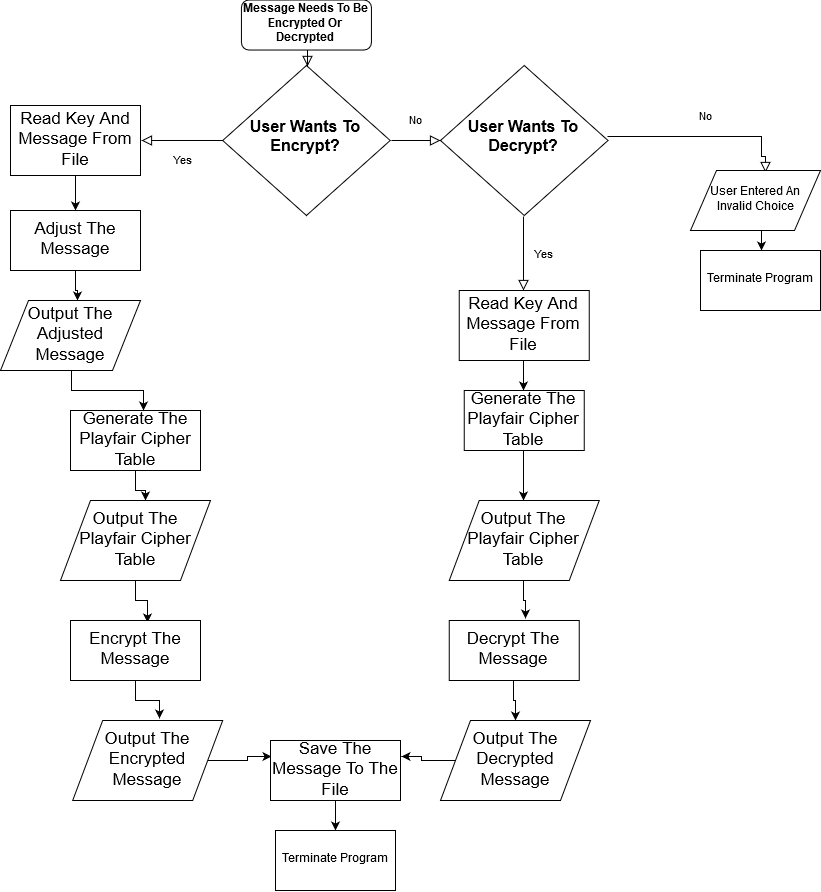 Message Needs To Be
Encrypted Or
Decrypted
User Wants To
Encrypt?
No
User Wants To
Decrypt?
No
Yes
Read Key And
Message From
File
User Entered An
Invalid Choice
Adjust The
Message
Terminate Program
Yes
Output The
Adjusted
Message
Read Key And
Message From
File
Generate The
Playfair Cipher
Table
Generate The
Playfair Cipher
Table
Output The
Playfair Cipher
Table
Output The
Playfair Cipher
Table
Encrypt The
Message
Decrypt The
Message
Output The
Encrypted
Message
Save The
Message To The
File
Output The
Decrypted
Message
Terminate Program